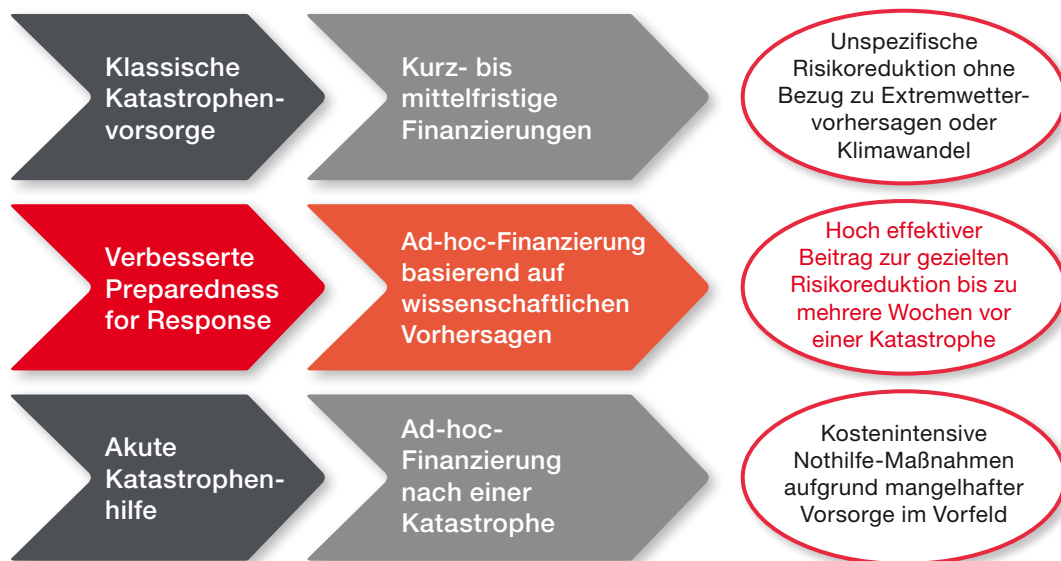 Klassische
Katastrophen-
vorsorge
Kurz- bis
mittelfristige
Finanzierungen
Unspezifische
Risikoreduktion ohne
Bezug zu Extremwetter-
vorhersagen oder
Klimawandel
Verbesserte
Preparedness
for Response
Ad-hoc-Finanzierung
basierend auf
wissenschaftlichen
Vorhersagen
Hoch effektiver
Beitrag zur gezielten
Risikoreduktion bis zu
mehrere Wochen vor
einer Katastrophe
Akute
Katastrophen-
hilfe
Ad-hoc-
Finanzierung
nach einer
Katastrophe
Kostenintensive
Nothilfe-Maßnahmen
aufgrund mangelhafter
Vorsorge im Vorfeld